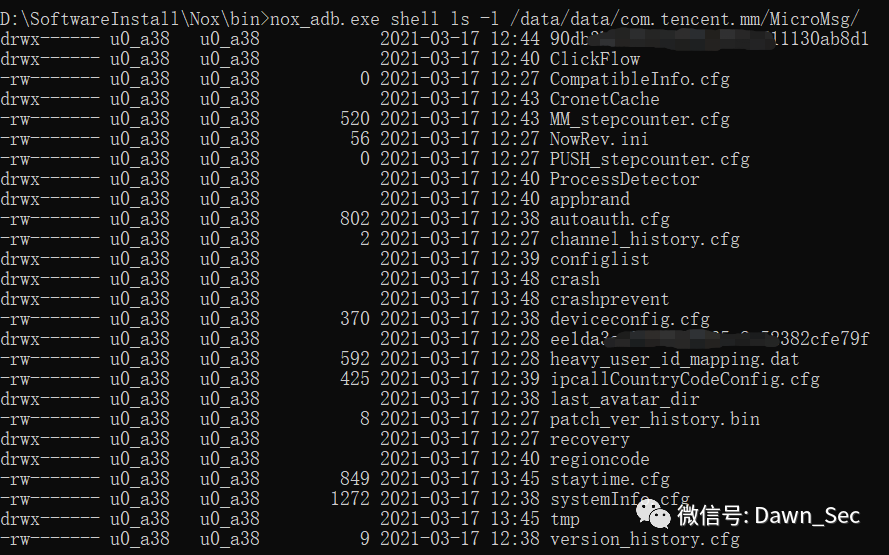 D:\SoftwareInstall\Nox\bin>nox_adb.exe shell ls -l /data/data/com.tencent.mm/MicroMsg/
drwx------ u0_a38   u0_a38            2021-03-17 12:44
drwx------ u0_a38   u0_a38            2021-03-17 12:40 ClickFlow
-rw------- u0_a38   u0_a38          0 2021-03-17 12:27 CompatibleInfo.cfg
drwx------ u0_a38   u0_a38            2021-03-17 12:43 CronetCache
-rw------- u0_a38   u0_a38        520 2021-03-17 12:43 MM_stepcounter.cfg
-rw------- u0_a38   u0_a38         56 2021-03-17 12:27 NowRev.ini
-rw------- u0_a38   u0_a38          0 2021-03-17 12:27 PUSH_stepcounter.cfg
drwx------ u0_a38   u0_a38            2021-03-17 12:40 ProcessDetector
drwx------ u0_a38   u0_a38            2021-03-17 12:40 appbrand
-rw------- u0_a38   u0_a38        802 2021-03-17 12:38 autoauth.cfg
-rw------- u0_a38   u0_a38          2 2021-03-17 12:27 channel_history.cfg
drwx------ u0_a38   u0_a38            2021-03-17 12:39 configlist
drwx------ u0_a38   u0_a38            2021-03-17 13:48 crash
drwx------ u0_a38   u0_a38            2021-03-17 13:48 crashprevent
-rw------- u0_a38   u0_a38        370 2021-03-17 12:38 deviceconfig.cfg
drwx------ u0_a38   u0_a38            2021-03-17 12:28
-rw------- u0_a38   u0_a38        592 2021-03-17 12:28 heavy_user_id_mapping.dat
-rw------- u0_a38   u0_a38        425 2021-03-17 12:39 ipcallCountryCodeConfig.cfg
drwx------ u0_a38   u0_a38            2021-03-17 12:38 last_avatar_dir
-rw------- u0_a38   u0_a38          8 2021-03-17 12:27 patch_ver_history.bin
drwx------ u0_a38   u0_a38            2021-03-17 12:27 recovery
drwx------ u0_a38   u0_a38            2021-03-17 12:40 regioncode
-rw------- u0_a38   u0_a38        849 2021-03-17 13:45 staytime.cfg
-rw------- u0_a38   u0_a38       1272 2021-03-17 12:38 systemInfo.cfg
drwx------ u0_a38   u0_a38            2021-03-17 13:45 tmp
微信号: Dawn_Sec
-rw------- u0_a38   u0_a38          9 2021-03-17 12:38 version_history.cfg